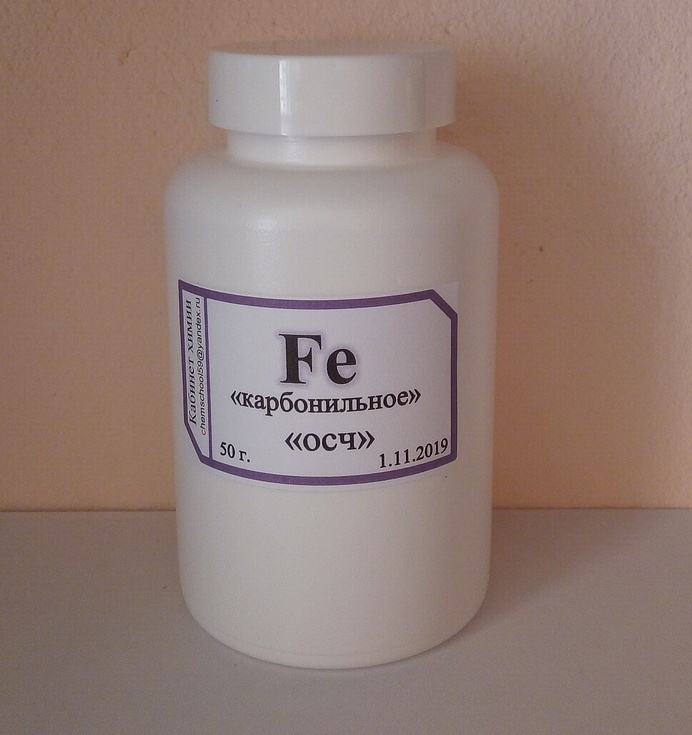 Кабинет химии
chemschool59@yandex.ru
Fe
«карбонильное»
«осч»
50 г.
1.11.2019